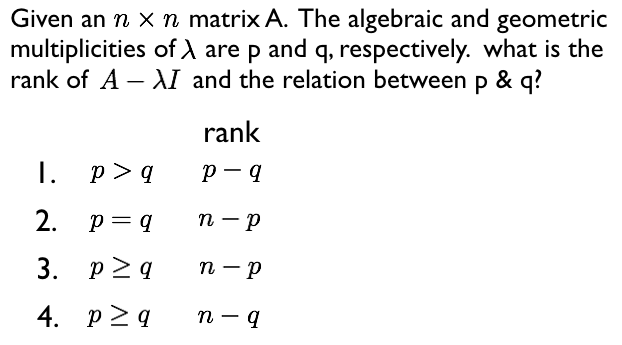 Given an n × n matrix A. The algebraic and geometric
multiplicities of λ are p and q, respectively. what is the
rank of A − λI and the relation between p & q?
rank
1. p > q p − q
2. p = q n − p
3. p ≥ q n − p
4. p ≥ q n − q